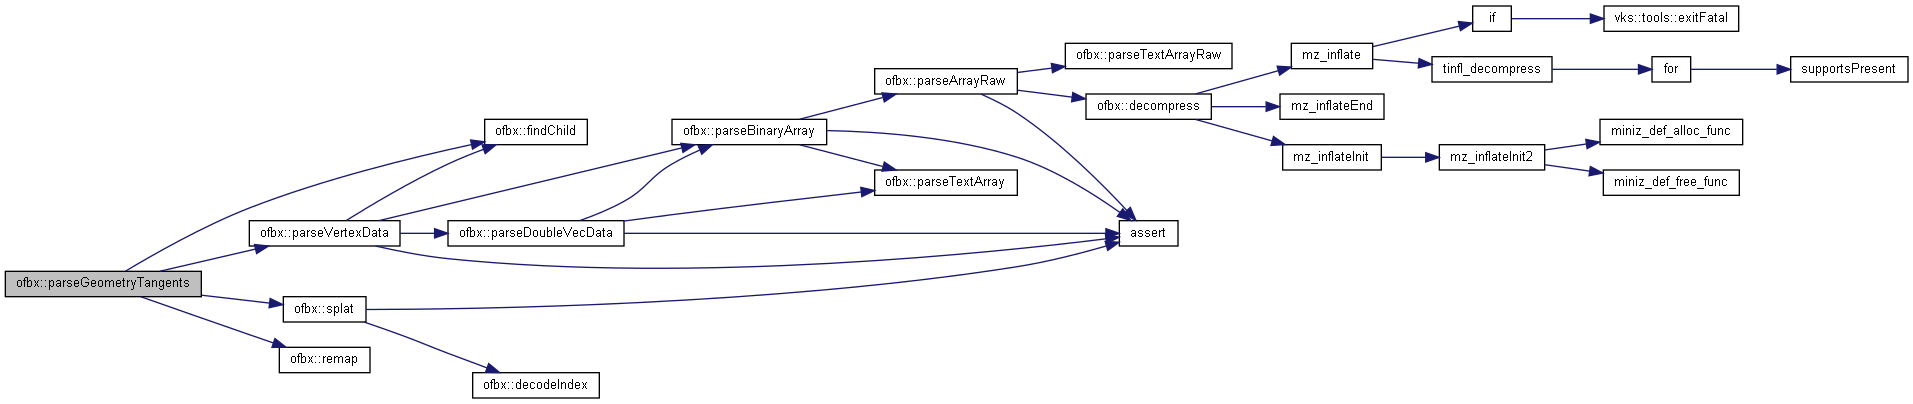 ofbx::parseGeometryTangents
ofbx::findChild
ofbx::parseVertexData
ofbx::splat
ofbx::remap
ofbx::parseBinaryArray
ofbx::parseDoubleVecData
ofbx::decodeIndex
ofbx::parseArrayRaw
ofbx::parseTextArray
ofbx::parseTextArrayRaw
ofbx::decompress
assert
mz_inflate
mz_inflateEnd
mz_inflateInit
if
tinfl_decompress
mz_inflateInit2
vks::tools::exitFatal
for
supportsPresent
miniz_def_alloc_func
miniz_def_free_func